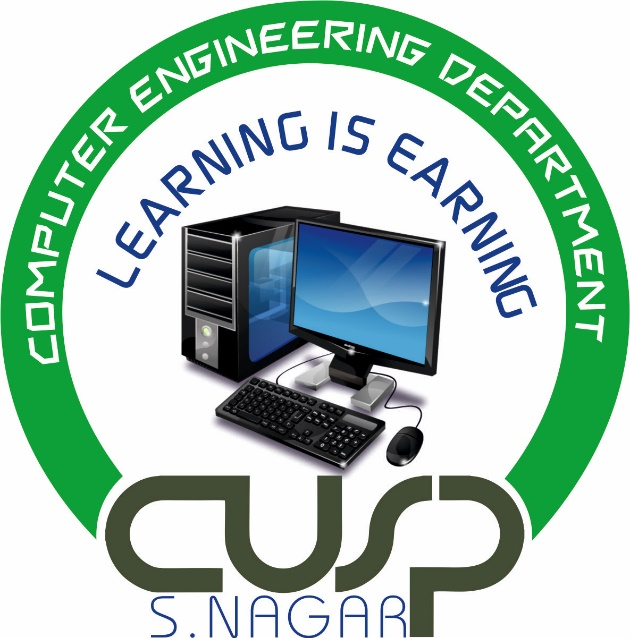 COMPUTER ENGINEERING DEPARTMENT
LEARNING IS EARNING
CUSP
S.NAGAR